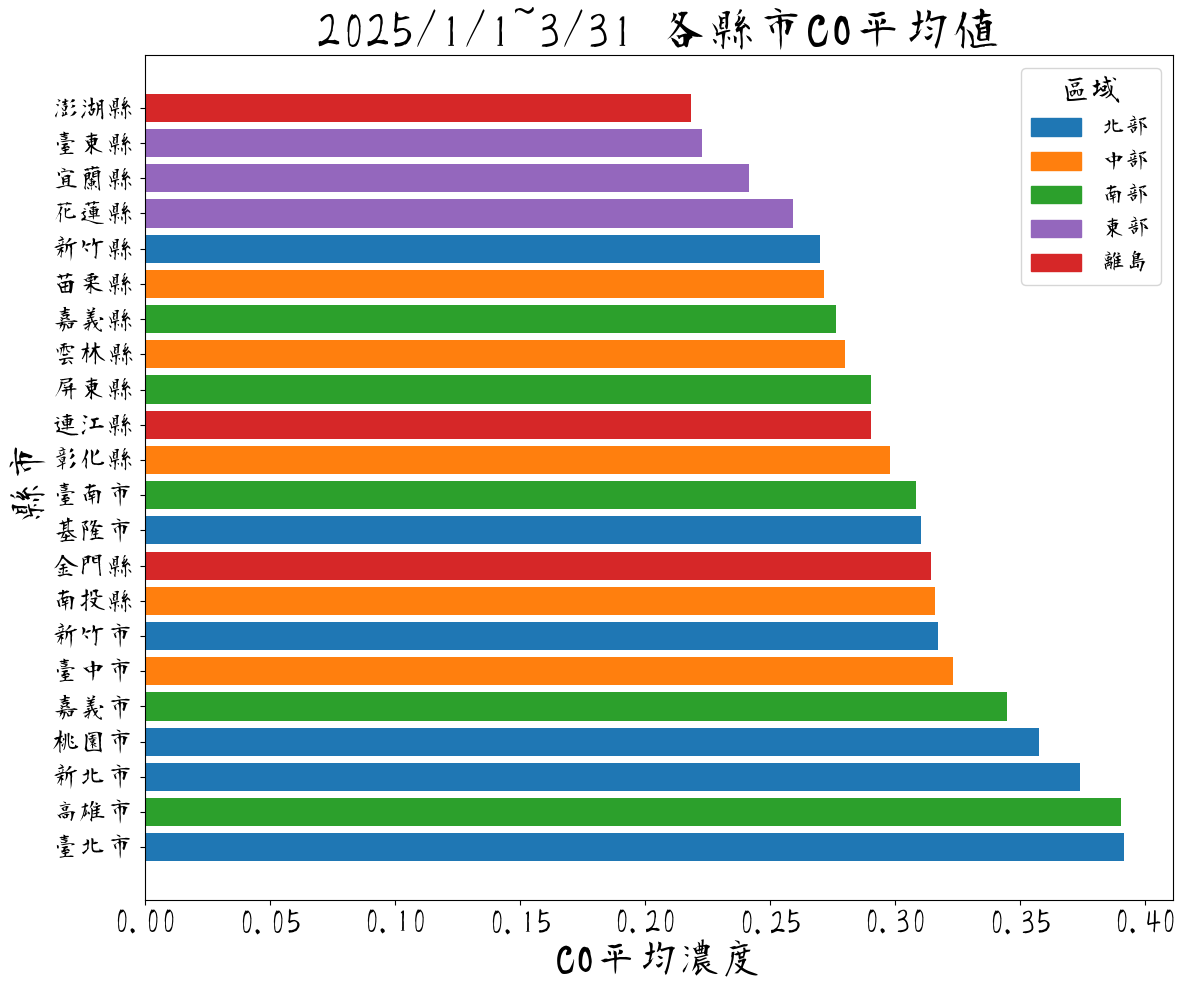 2025/1/1~3/31 各縣市CO平均值
區域
北部
中部
南部
東部
離島
縣市
澎湖縣
臺東縣
宜蘭縣
花蓮縣
新竹縣
苗栗縣
嘉義縣
雲林縣
屏東縣
連江縣
彰化縣
臺南市
基隆市
金門縣
南投縣
新竹市
臺中市
嘉義市
桃園市
新北市
高雄市
臺北市
0.00 0.05 0.10 0.15 0.20 0.25 0.30 0.35 0.40
CO平均濃度